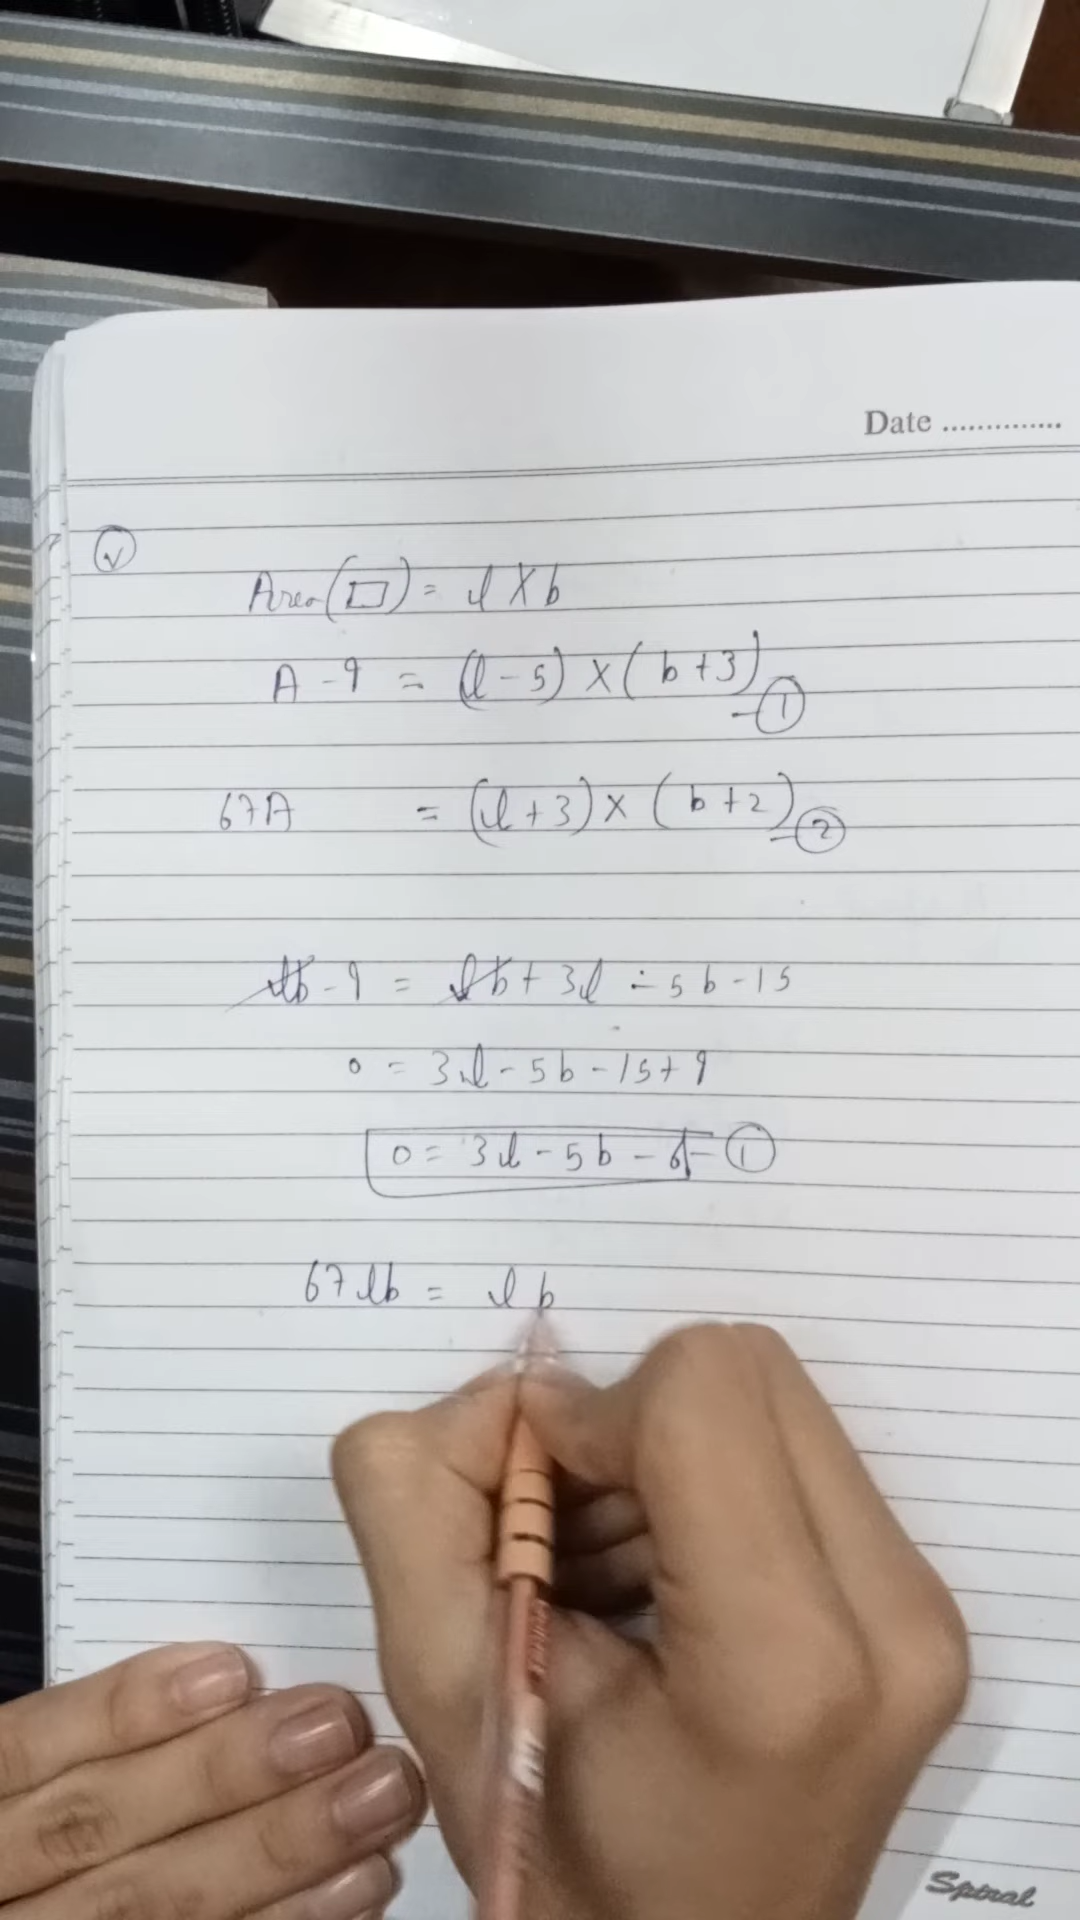 Date ..............
(v)
Area(▭) = l × b
A - 9 = (l - 5) × (b + 3) - ①
67A = (l + 3) × (b + 2) - ②
lb - 9 = lb + 3l - 5b - 15
0 = 3l - 5b - 15 + 9
0 = 3l - 5b - 6 - ①
67lb = lb
Spiral